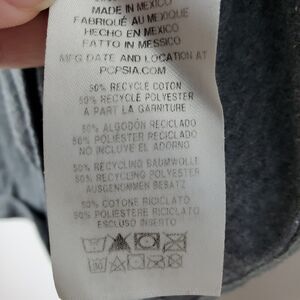 MADE IN MEXICO
FABRIQUÉ AU MEXIQUE
HECHO EN MEXICO
FATTO IN MESSICO
MFG DATE AND LOCATION AT
PCPSIA.COM
50% RECYCLE COTON
50% RECYCLÉ POLYESTER
A PART LA GARNITURE
50% ALGODÓN RECICLADO
50% POLIÉSTER RECICLADO
NO INCLUYE EL ADORNO
50% RECYCLING BAUMWOLLE
50% RECYCLING POLYESTER
AUSGENOMMEN BESATZ
50% COTONE RICICLATO
50% POLIESTERE RICICLATO
ESCLUSO INSERTO